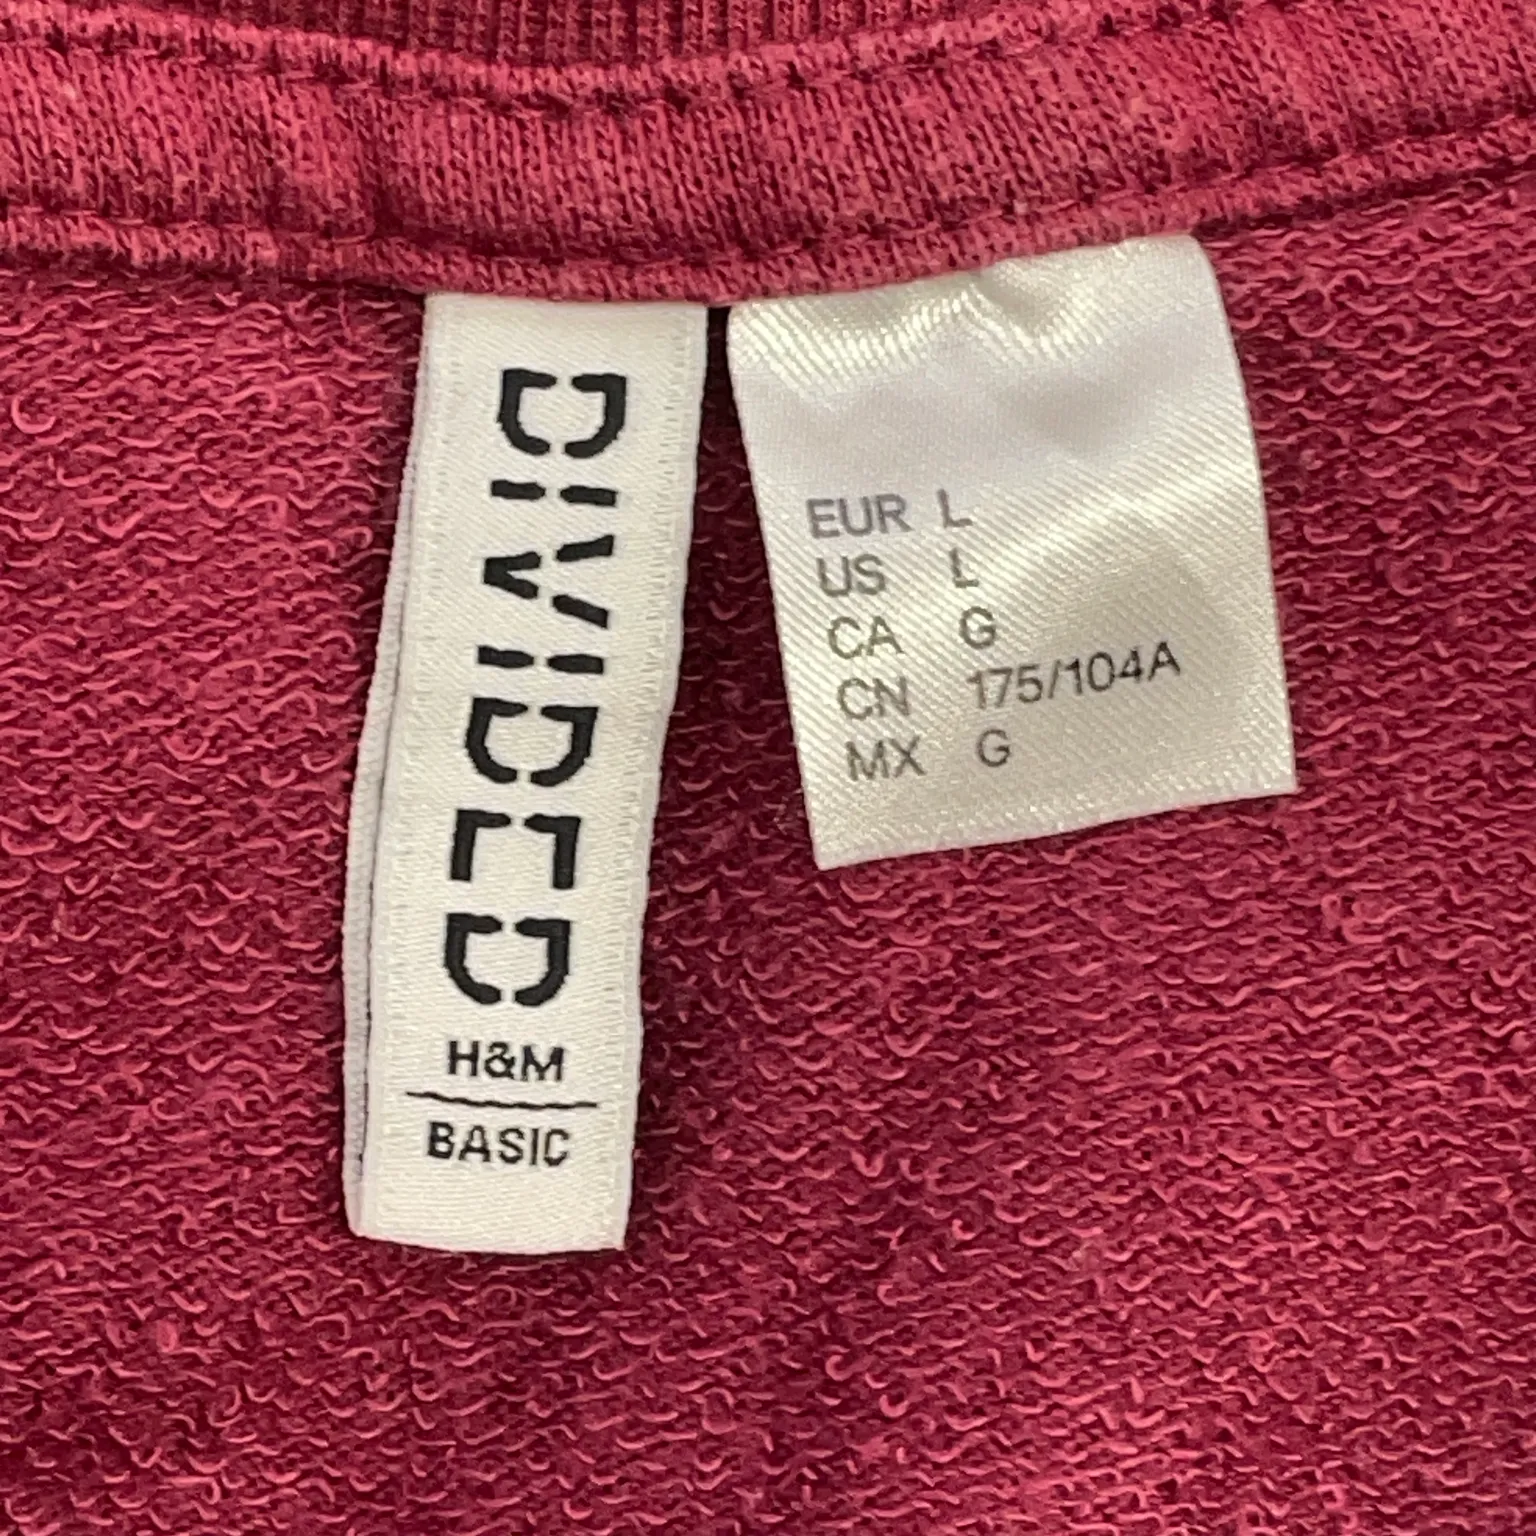 DIVIDED
H&M
BASIC
EUR L
US L
CA G
CN 175/104A
MX G